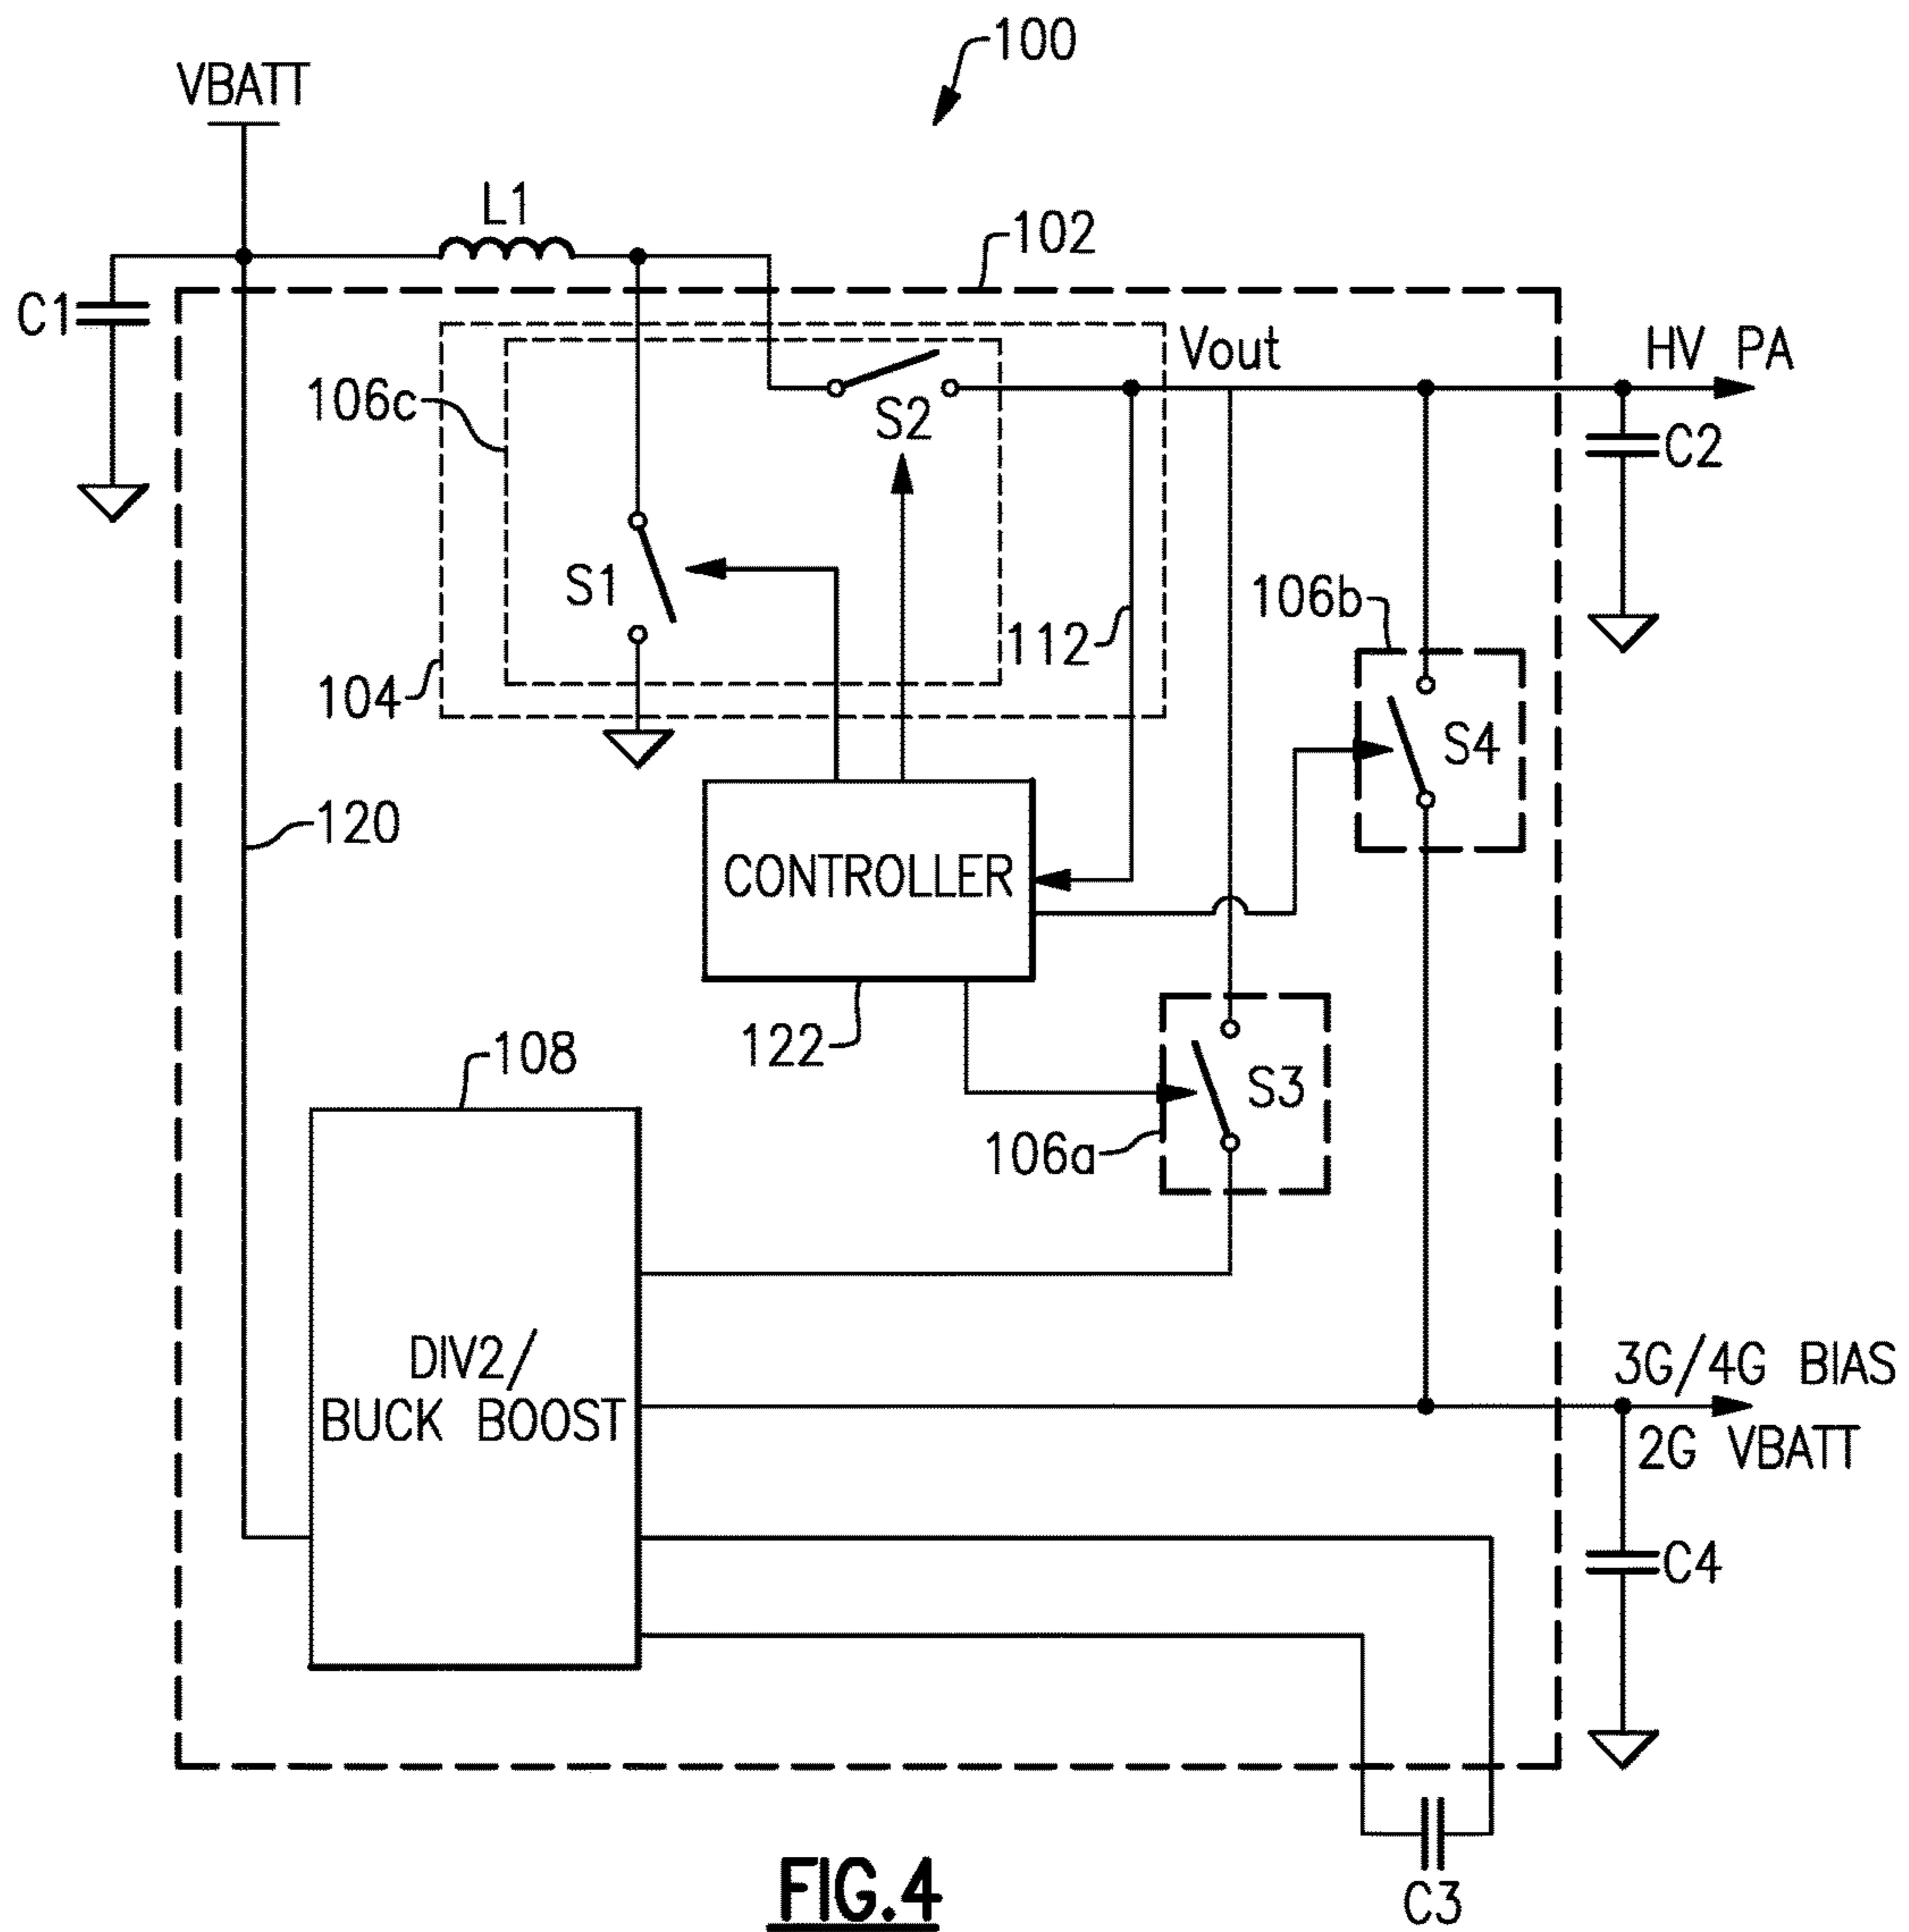 100
VBATT
L1
102
C1
Vout
HV PA
106c
S2
C2
S1
106b
112
104
S4
120
CONTROLLER
122
108
S3
106a
DIV2/
BUCK BOOST
3G/4G BIAS
2G VBATT
C4
C3
FIG.4